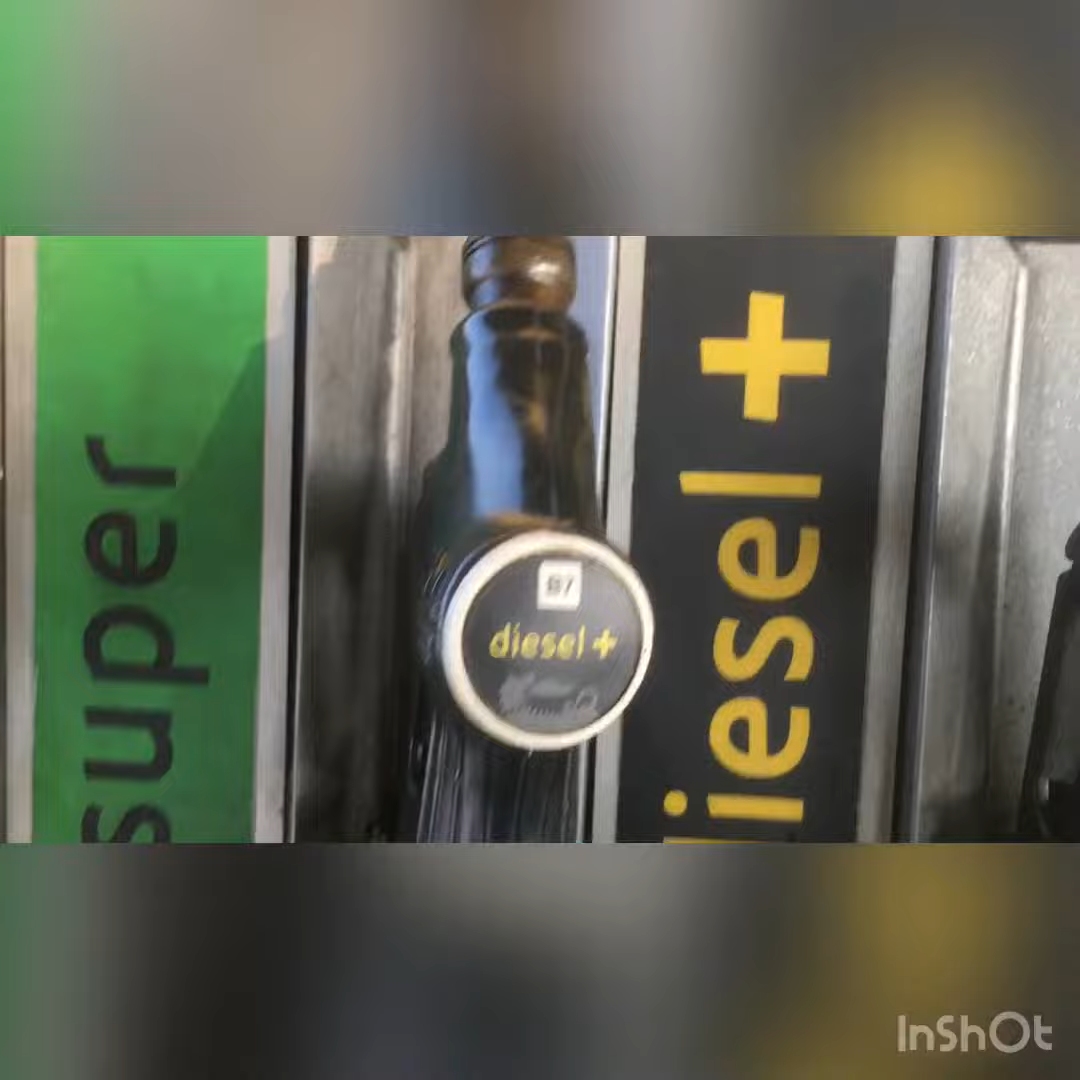 super
B7
diesel +
diesel +
InShOt